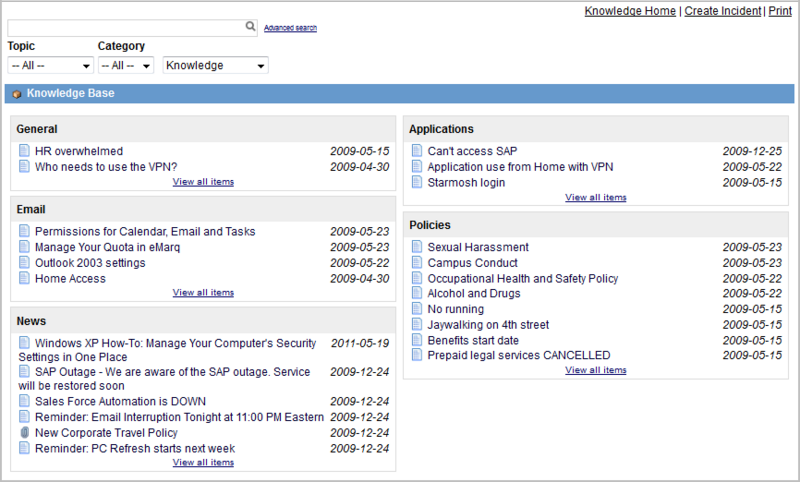 Knowledge Home | Create Incident | Print
Advanced search
Topic Category
-- All -- -- All -- Knowledge
Knowledge Base
General
HR overwhelmed 2009-05-15
Who needs to use the VPN? 2009-04-30
View all items
Email
Permissions for Calendar, Email and Tasks 2009-05-23
Manage Your Quota in eMarq 2009-05-23
Outlook 2003 settings 2009-05-22
Home Access 2009-04-30
View all items
News
Windows XP How-To: Manage Your Computer's Security 2011-05-19
Settings in One Place
SAP Outage - We are aware of the SAP outage. Service 2009-12-24
will be restored soon
Sales Force Automation is DOWN 2009-12-24
Reminder: Email Interruption Tonight at 11:00 PM Eastern 2009-12-24
New Corporate Travel Policy 2009-12-24
Reminder: PC Refresh starts next week 2009-12-24
View all items
Applications
Can't access SAP 2009-12-25
Application use from Home with VPN 2009-05-22
Starmosh login 2009-05-15
View all items
Policies
Sexual Harassment 2009-05-23
Campus Conduct 2009-05-23
Occupational Health and Safety Policy 2009-05-22
Alcohol and Drugs 2009-05-22
No running 2009-05-15
Jaywalking on 4th street 2009-05-15
Benefits start date 2009-05-15
Prepaid legal services CANCELLED 2009-05-15
View all items